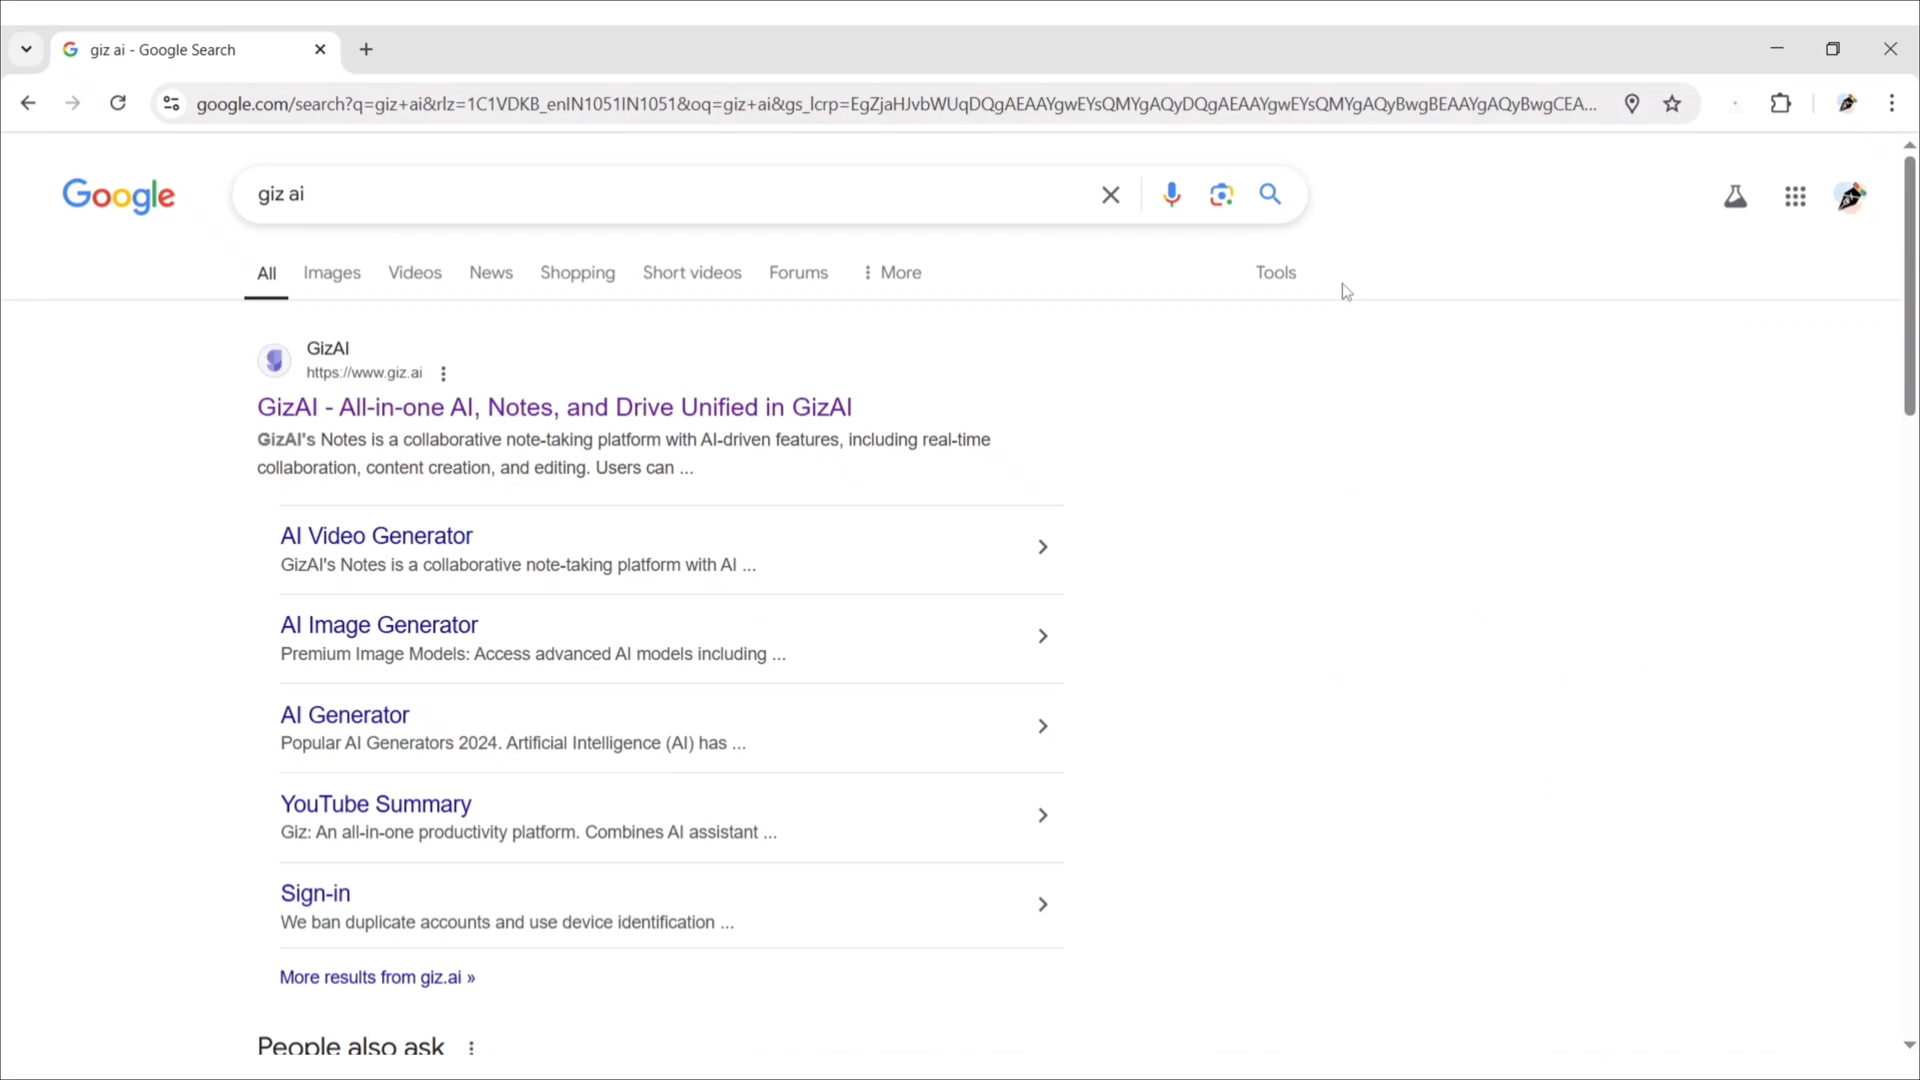 giz ai - Google Search
google.com/search?q=giz+ai&rlz=1C1VDKB_enIN1051IN1051&oq=giz+ai&gs_lcrp=EgZjaHJvbWUqDQgAEAAYgwEYsQMYgAQyDQgAEAAYgwEYsQMYgAQyBwgBEAAYgAQyBwgCEA...
Google
giz ai
All Images Videos News Shopping Short videos Forums More Tools
GizAI
https://www.giz.ai
GizAI - All-in-one AI, Notes, and Drive Unified in GizAI
GizAI's Notes is a collaborative note-taking platform with AI-driven features, including real-time
collaboration, content creation, and editing. Users can ...
AI Video Generator
GizAI's Notes is a collaborative note-taking platform with AI ...
AI Image Generator
Premium Image Models: Access advanced AI models including ...
AI Generator
Popular AI Generators 2024. Artificial Intelligence (AI) has ...
YouTube Summary
Giz: An all-in-one productivity platform. Combines AI assistant ...
Sign-in
We ban duplicate accounts and use device identification ...
More results from giz.ai »
People also ask